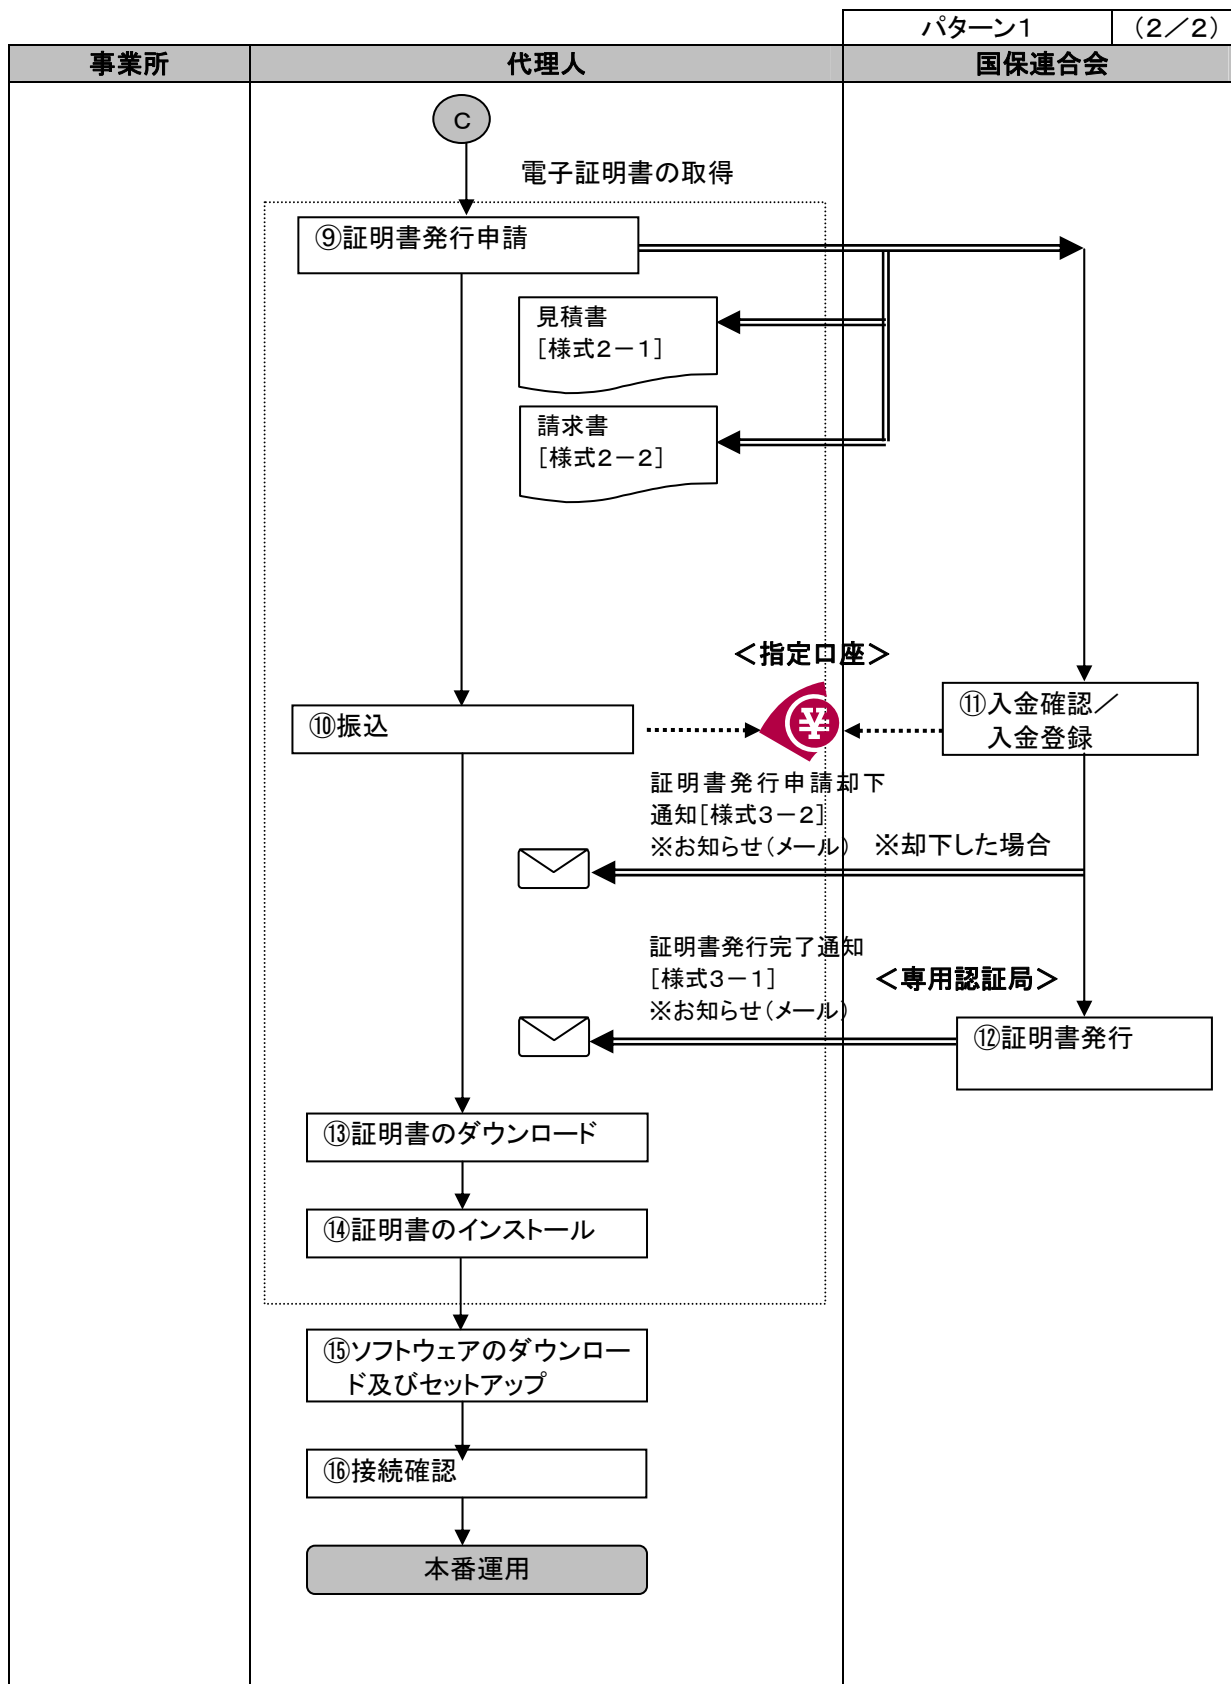 パターン１　（２／２）
事業所　代理人　国保連合会
Ｃ
電子証明書の取得
⑨証明書発行申請
見積書
［様式２－１］
請求書
［様式２－２］
＜指定口座＞
⑩振込
¥
⑪入金確認／
入金登録
証明書発行申請却下
通知［様式３－２］
※お知らせ（メール）　※却下した場合
証明書発行完了通知
［様式３－１］　＜専用認証局＞
※お知らせ（メール）
⑫証明書発行
⑬証明書のダウンロード
⑭証明書のインストール
⑮ソフトウェアのダウンロー
ド及びセットアップ
⑯接続確認
本番運用